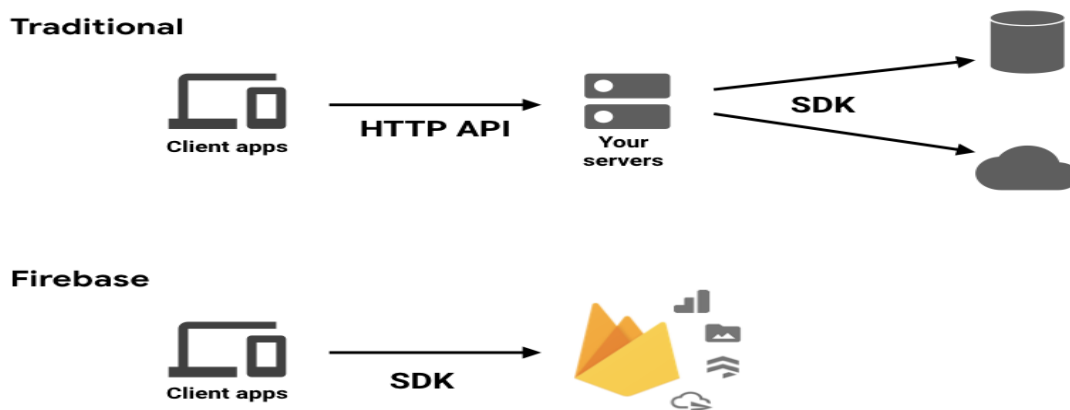 Traditional
Client apps
HTTP API
Your
servers
SDK
Firebase
Client apps
SDK